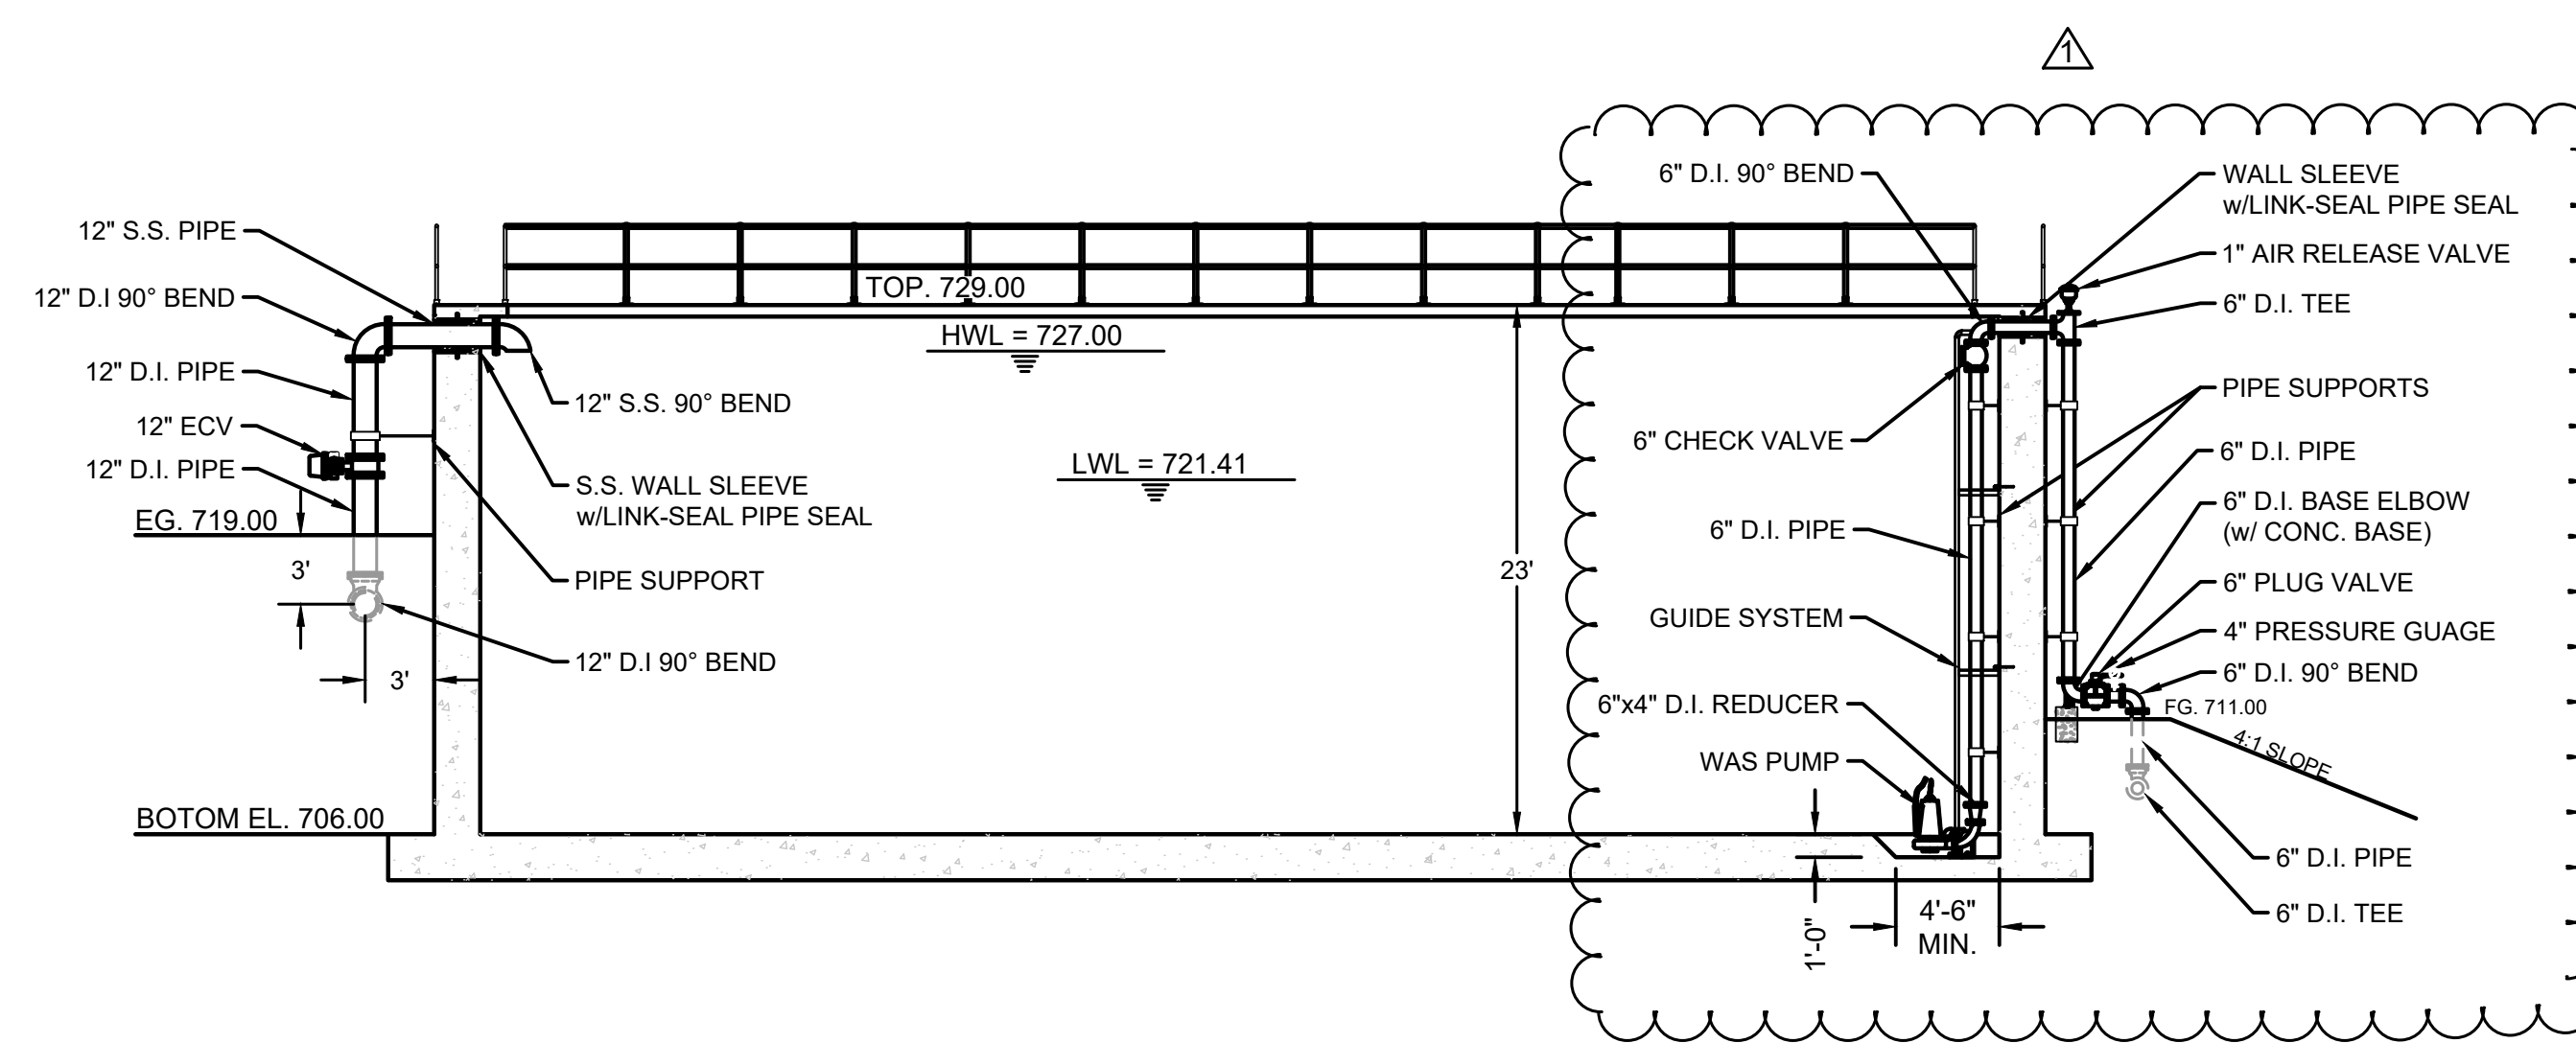 1
12" S.S. PIPE
12" D.I 90° BEND
12" D.I. PIPE
12" ECV
12" D.I. PIPE
EG. 719.00
3'
3'
BOTOM EL. 706.00
TOP. 729.00
HWL = 727.00
LWL = 721.41
12" S.S. 90° BEND
S.S. WALL SLEEVE
w/LINK-SEAL PIPE SEAL
PIPE SUPPORT
12" D.I 90° BEND
23'
6" D.I. 90° BEND
6" CHECK VALVE
6" D.I. PIPE
GUIDE SYSTEM
6"x4" D.I. REDUCER
WAS PUMP
1'-0"
4'-6"
MIN.
WALL SLEEVE
w/LINK-SEAL PIPE SEAL
1" AIR RELEASE VALVE
6" D.I. TEE
PIPE SUPPORTS
6" D.I. PIPE
6" D.I. BASE ELBOW
(w/ CONC. BASE)
6" PLUG VALVE
4" PRESSURE GUAGE
6" D.I. 90° BEND
FG. 711.00
4:1 SLOPE
6" D.I. PIPE
6" D.I. TEE